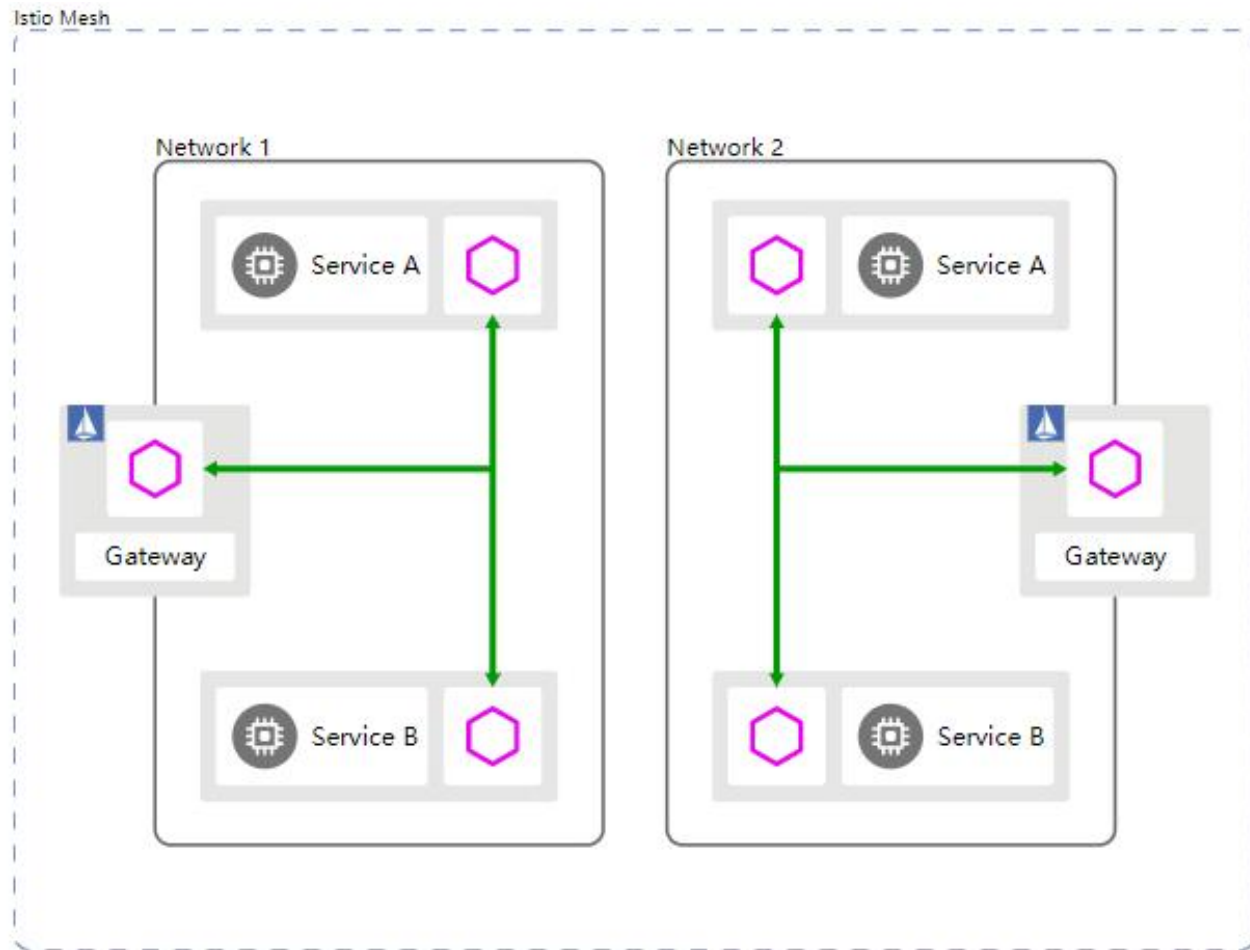 Istio Mesh
Network 1
Network 2
Service A
Service A
Gateway
Gateway
Service B
Service B